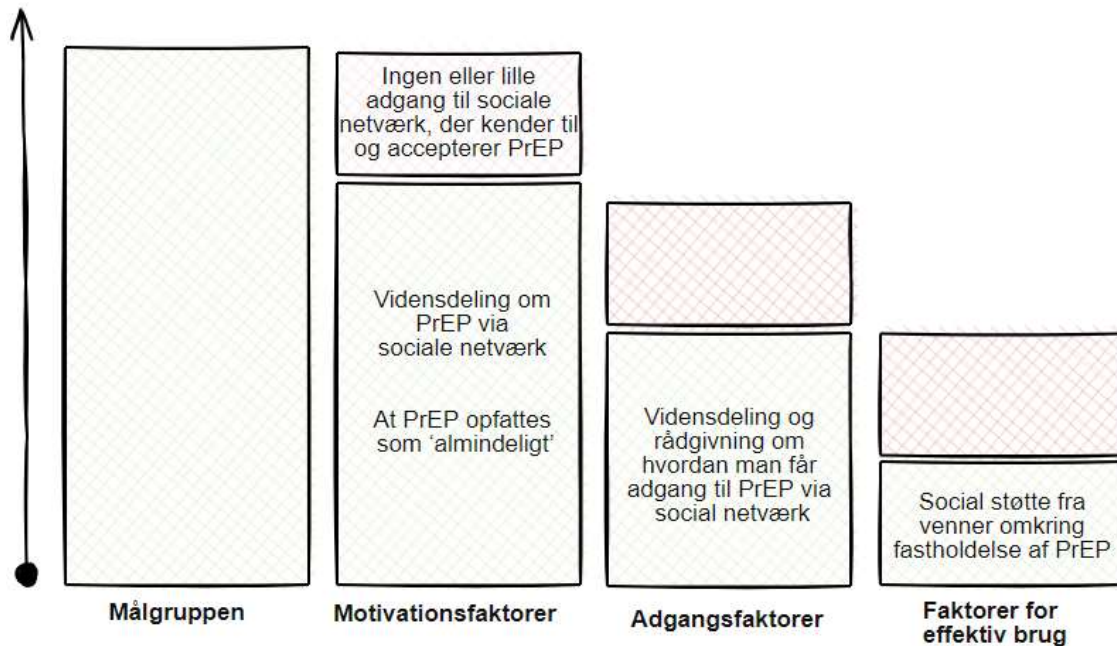 Ingen eller lille
adgang til sociale
netværk, der kender til
og accepterer PrEP
Vidensdeling om
PrEP via
sociale netværk
At PrEP opfattes
som ‘almindeligt’
Vidensdeling og
rådgivning om
hvordan man får
adgang til PrEP via
social netværk
Social støtte fra
venner omkring
fastholdelse af PrEP
Målgruppen
Motivationsfaktorer
Adgangsfaktorer
Faktorer for
effektiv brug